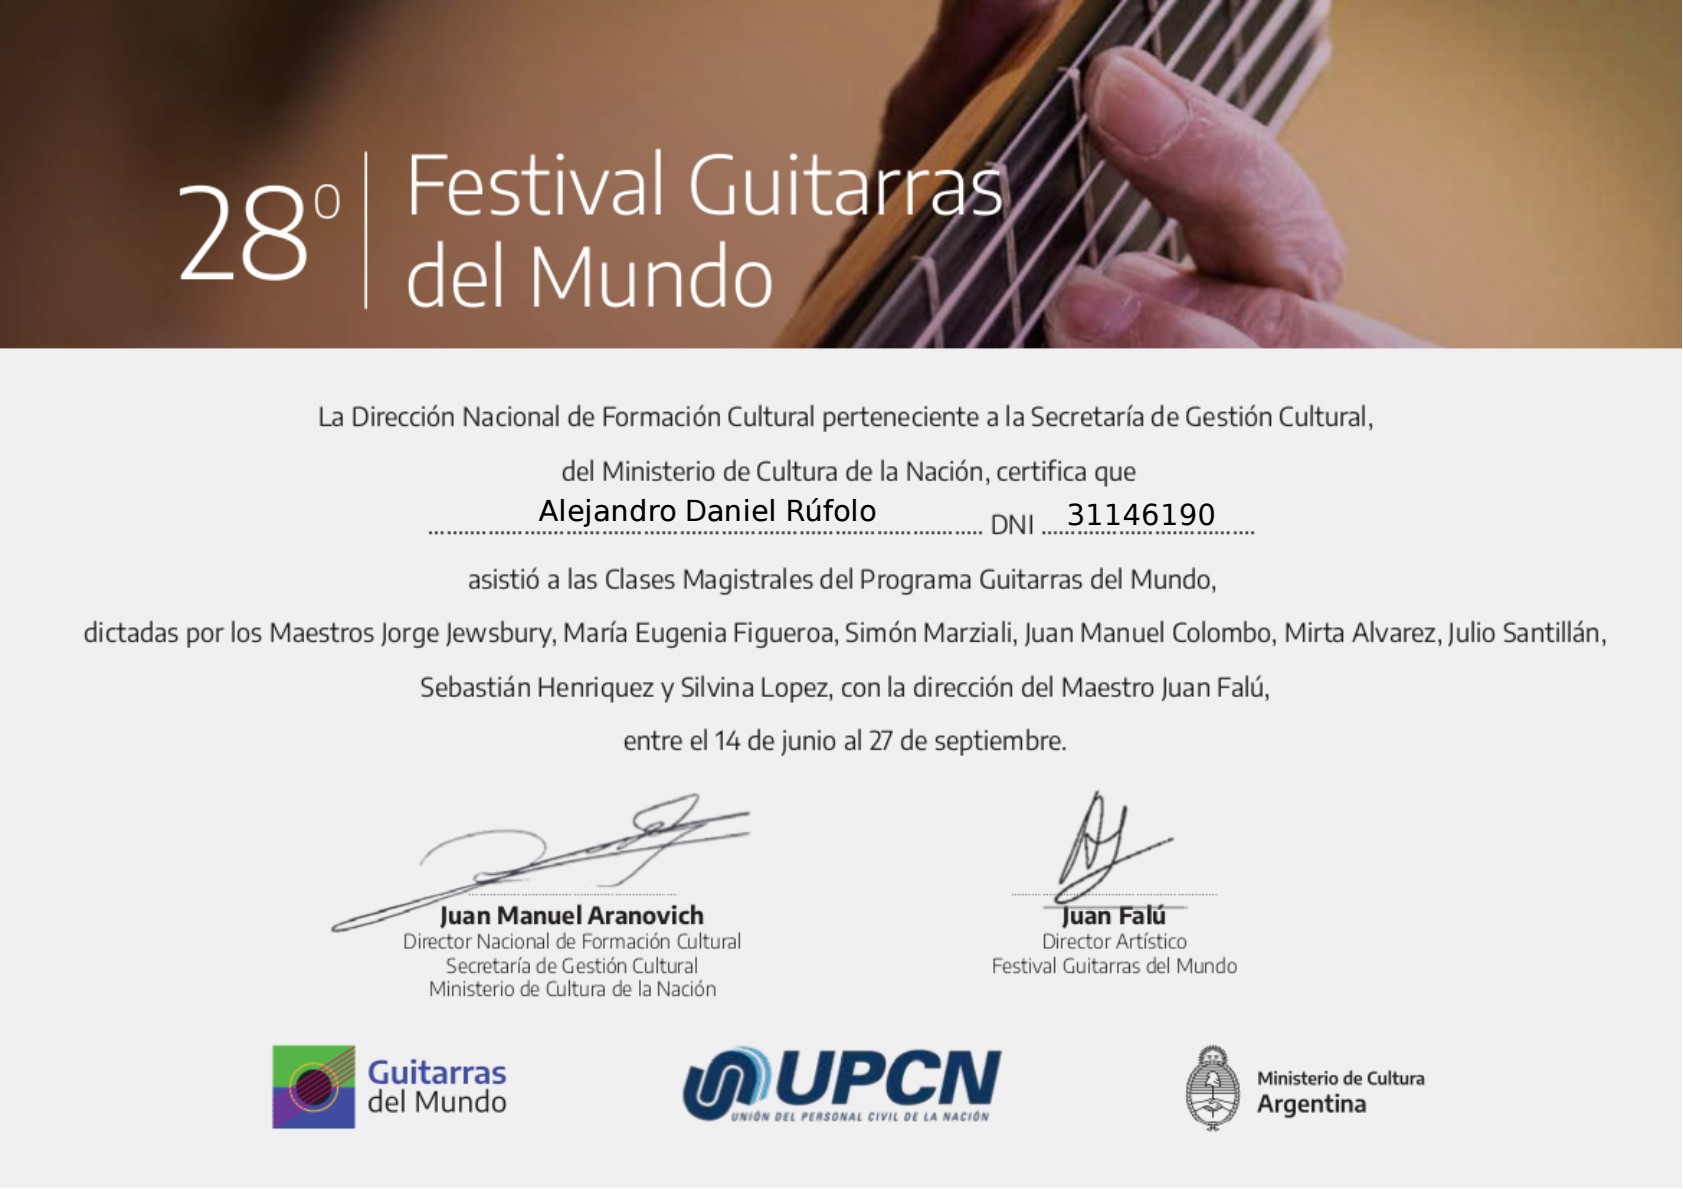 28º
Festival Guitarras
del Mundo
La Dirección Nacional de Formación Cultural perteneciente a la Secretaría de Gestión Cultural,
del Ministerio de Cultura de la Nación, certifica que
Alejandro Daniel Rúfolo DNI 31146190
asistió a las Clases Magistrales del Programa Guitarras del Mundo,
dictadas por los Maestros Jorge Jewsbury, María Eugenia Figueroa, Simón Marziali, Juan Manuel Colombo, Mirta Alvarez, Julio Santillán,
Sebastián Henriquez y Silvina Lopez, con la dirección del Maestro Juan Falú,
entre el 14 de junio al 27 de septiembre.
Juan Manuel Aranovich
Director Nacional de Formación Cultural
Secretaría de Gestión Cultural
Ministerio de Cultura de la Nación
Juan Falú
Director Artístico
Festival Guitarras del Mundo
Guitarras
del Mundo
UPCN
UNIÓN DEL PERSONAL CIVIL DE LA NACIÓN
Ministerio de Cultura
Argentina